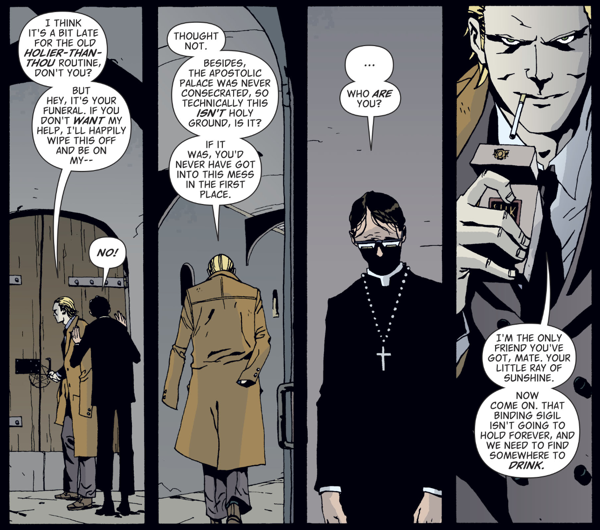 I THINK
IT'S A BIT LATE
FOR THE OLD
HOLIER-THAN-
THOU ROUTINE,
DON'T YOU?
BUT
HEY, IT'S YOUR
FUNERAL. IF YOU
DON'T WANT MY
HELP, I'LL HAPPILY
WIPE THIS OFF
AND BE ON
MY--
NO!
THOUGHT
NOT.
BESIDES,
THE APOSTOLIC
PALACE WAS NEVER
CONSECRATED, SO
TECHNICALLY THIS
ISN'T HOLY
GROUND, IS IT?
IF IT
WAS, YOU'D
NEVER HAVE GOT
INTO THIS MESS
IN THE FIRST
PLACE.
...
WHO ARE
YOU?
I'M THE ONLY
FRIEND YOU'VE
GOT, MATE. YOUR
LITTLE RAY OF
SUNSHINE.
NOW
COME ON. THAT
BINDING SIGIL
ISN'T GOING TO
HOLD FOREVER, AND
WE NEED TO FIND
SOMEWHERE TO
DRINK.